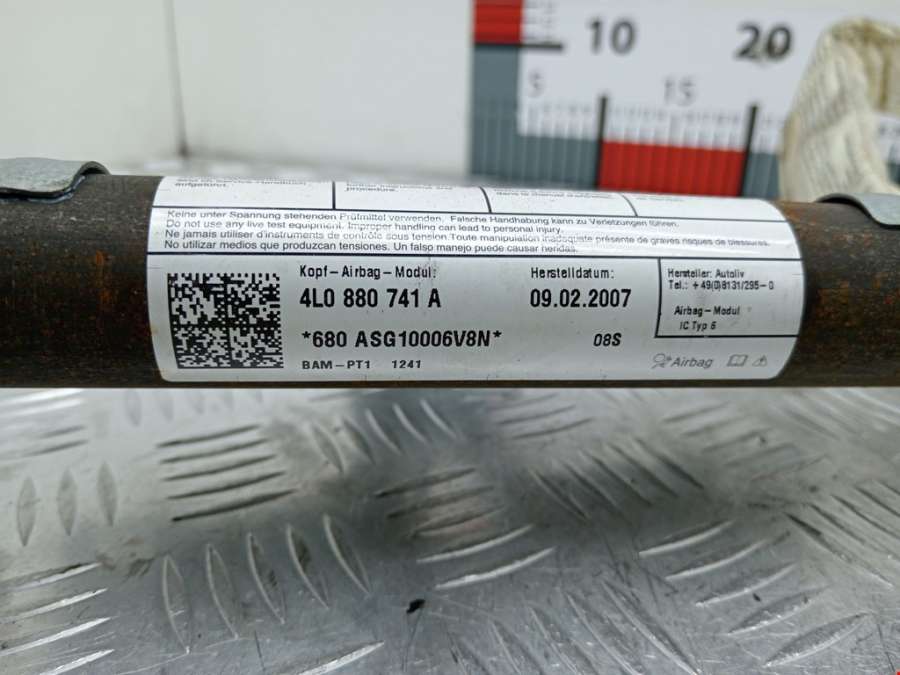 10
20
5
15
aufgeführt.
procedure.
Keine unter Spannung stehenden Prüfmittel verwenden. Falsche Handhabung kann zu Verletzungen führen.
Do not use any live test equipment. Improper handling can lead to personal injury.
Ne jamais utiliser d'instruments de contrôle sous tension.Toute manipulation inadéquate présente de graves risques de blessures.
No utilizar medios que produzcan tensiones. Un falso manejo puede causar heridas.
Kopf-Airbag-Modul:
4L0 880 741 A
*680 ASG10006V8N*
BAM-PT1 1241
Herstelldatum:
09.02.2007
08S
Hersteller: Autoliv
Tel.: +49(0)8131/295-0
Airbag-Modul
IC Typ 6
Airbag